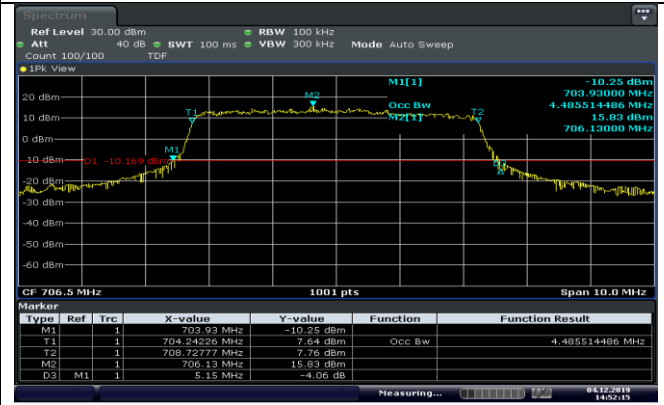 Spectrum
Ref Level 30.00 dBm RBW 100 kHz
Att 40 dB SWT 100 ms VBW 300 kHz Mode Auto Sweep
Count 100/100 TDF
1Pk View
M1[1] -10.25 dBm
703.93000 MHz
Occ Bw 4.485514486 MHz
M2[1] 15.83 dBm
706.13000 MHz
20 dBm
M2
10 dBm
T1 T2
0 dBm
M1
-10 dBm D1 -10.169 dBm
D3
-20 dBm
-30 dBm
-40 dBm
-50 dBm
-60 dBm
CF 706.5 MHz 1001 pts Span 10.0 MHz
Marker
Type Ref Trc X-value Y-value Function Function Result
M1 1 703.93 MHz -10.25 dBm
T1 1 704.24226 MHz 7.64 dBm Occ Bw 4.485514486 MHz
T2 1 708.72777 MHz 7.76 dBm
M2 1 706.13 MHz 15.83 dBm
D3 M1 1 5.15 MHz -4.06 dB
Measuring... 04.12.2019
14:52:15